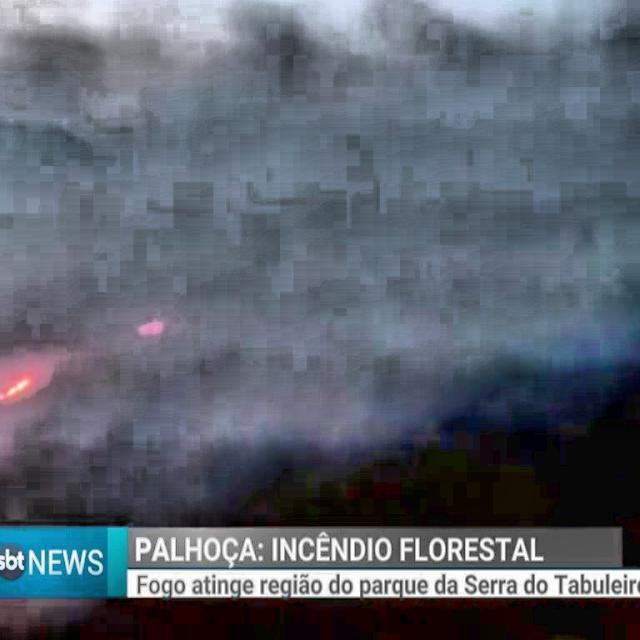 PALHOÇA: INCÊNDIO FLORESTAL
sbt NEWS
Fogo atinge região do parque da Serra do Tabuleiro